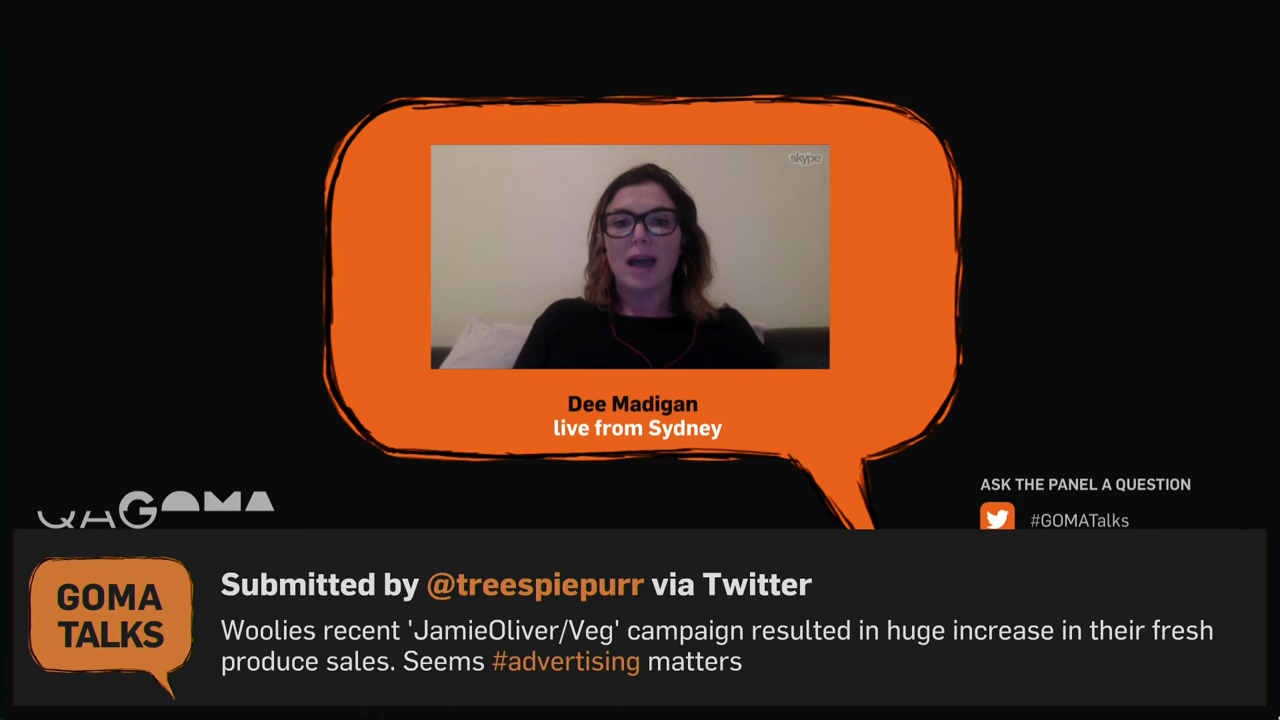 skype
Dee Madigan
live from Sydney
ASK THE PANEL A QUESTION
#GOMATalks
QAGOMA
GOMA
TALKS
Submitted by @treespiepurr via Twitter
Woolies recent 'JamieOliver/Veg' campaign resulted in huge increase in their fresh
produce sales. Seems #advertising matters